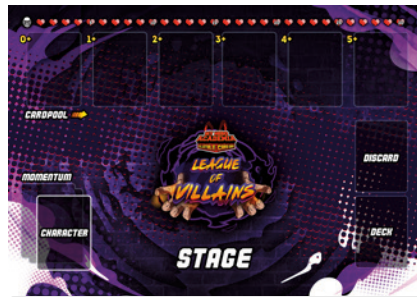 0+ 1+ 2+ 3+ 4+ 5+
CARDPOOL
LEAGUE
OF
VILLAINS
DISCARD
MOMENTUM
CHARACTER
DECK
STAGE